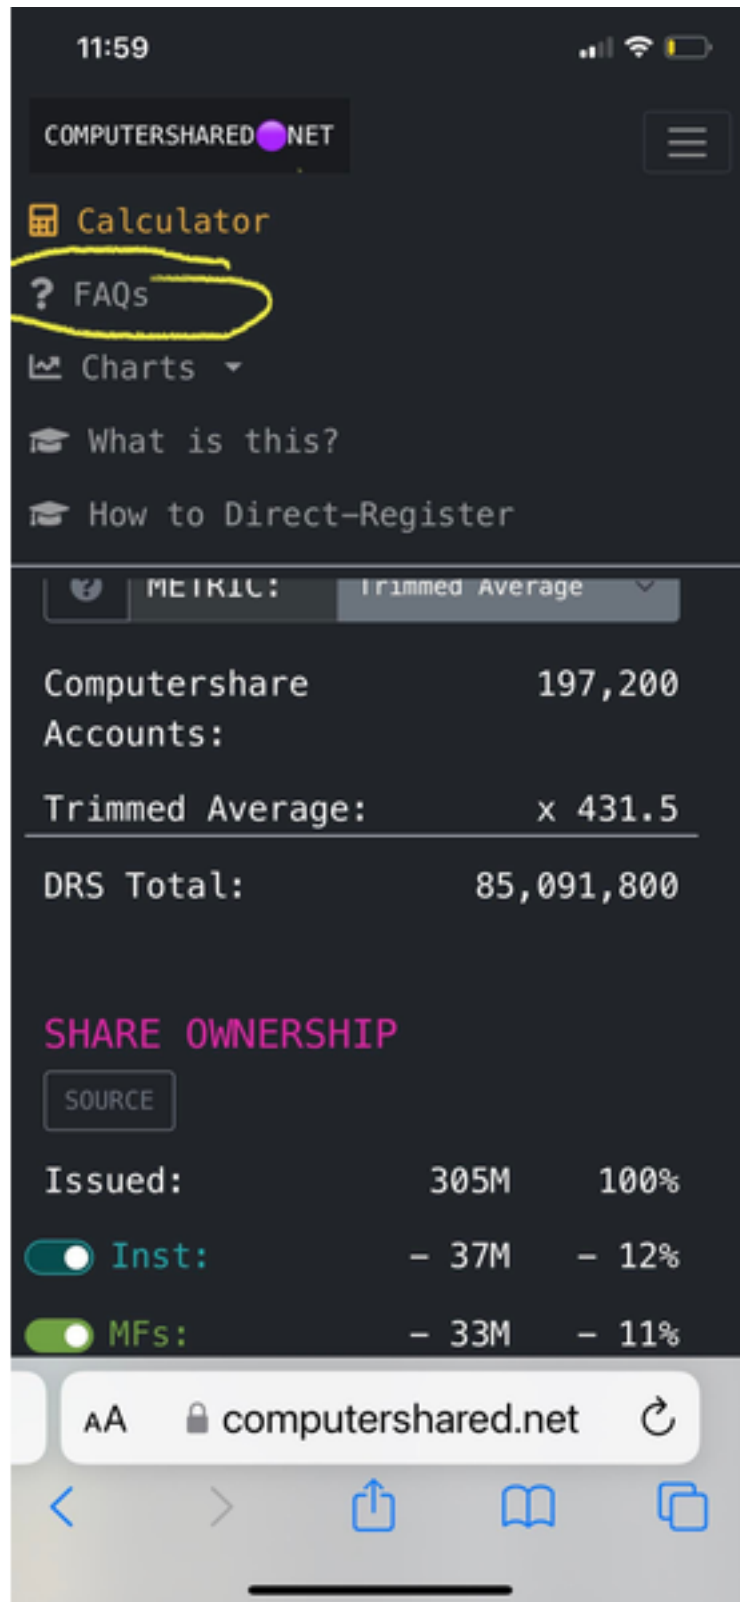 11:59
COMPUTERSHARED NET
Calculator
? FAQs
Charts
What is this?
How to Direct-Register
? METRIC: Trimmed Average
Computershare 197,200
Accounts:
Trimmed Average: x 431.5
DRS Total: 85,091,800
SHARE OWNERSHIP
SOURCE
Issued: 305M 100%
Inst: - 37M - 12%
MFs: - 33M - 11%
AA computershared.net